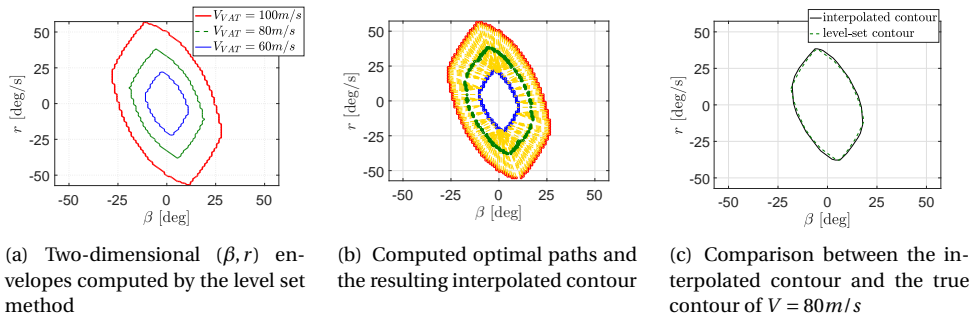 V_VAT = 100m/s
V_VAT = 80m/s
V_VAT = 60m/s
50
25
0
-25
-50
r [deg/s]
-50 -25 0 25 50
β [deg]
50
25
0
-25
-50
r [deg/s]
-50 -25 0 25 50
β [deg]
interpolated contour
level-set contour
50
25
0
-25
-50
r [deg/s]
-50 -25 0 25 50
β [deg]
(a) Two-dimensional (β,r) en-
velopes computed by the level set
method
(b) Computed optimal paths and
the resulting interpolated contour
(c) Comparison between the in-
terpolated contour and the true
contour of V = 80m/s